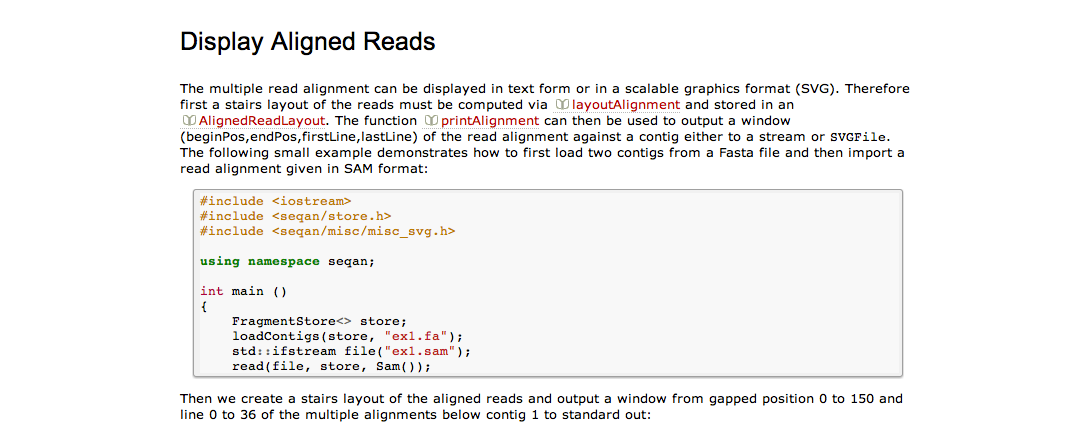 Display Aligned Reads
The multiple read alignment can be displayed in text form or in a scalable graphics format (SVG). Therefore
first a stairs layout of the reads must be computed via layoutAlignment and stored in an
AlignedReadLayout. The function printAlignment can then be used to output a window
(beginPos,endPos,firstLine,lastLine) of the read alignment against a contig either to a stream or SVGFile.
The following small example demonstrates how to first load two contigs from a Fasta file and then import a
read alignment given in SAM format:
#include <iostream>
#include <seqan/store.h>
#include <seqan/misc/misc_svg.h>
using namespace seqan;
int main ()
{
FragmentStore<> store;
loadContigs(store, "ex1.fa");
std::ifstream file("ex1.sam");
read(file, store, Sam());
Then we create a stairs layout of the aligned reads and output a window from gapped position 0 to 150 and
line 0 to 36 of the multiple alignments below contig 1 to standard out: